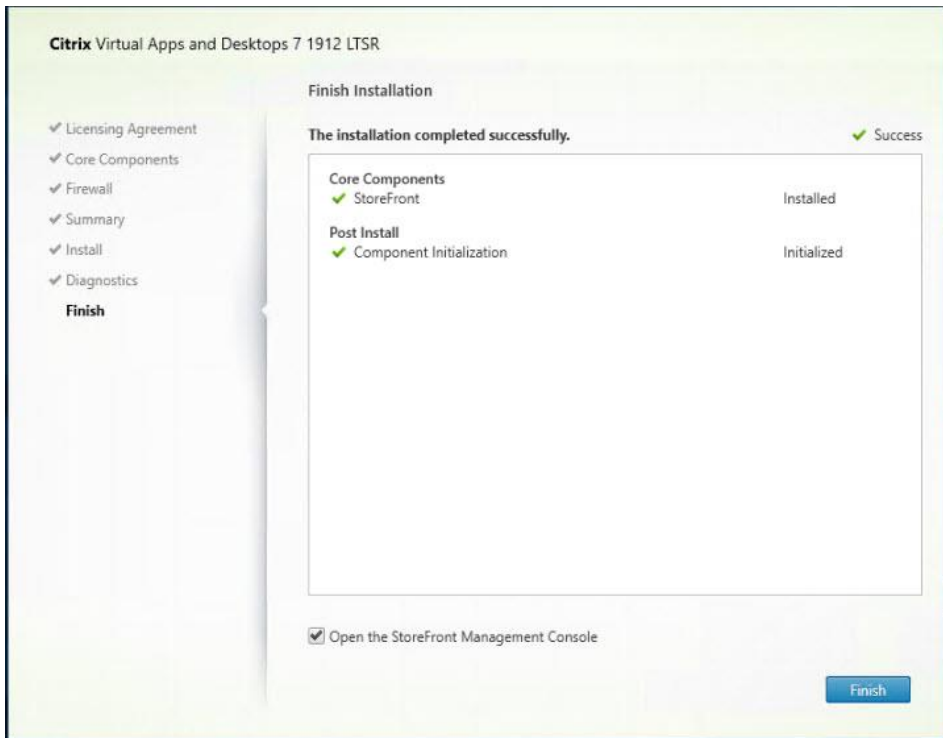 Citrix Virtual Apps and Desktops 7 1912 LTSR
Finish Installation
Licensing Agreement
Core Components
Firewall
Summary
Install
Diagnostics
Finish
The installation completed successfully.
Success
Core Components
StoreFront Installed
Post Install
Component Initialization Initialized
Open the StoreFront Management Console
Finish